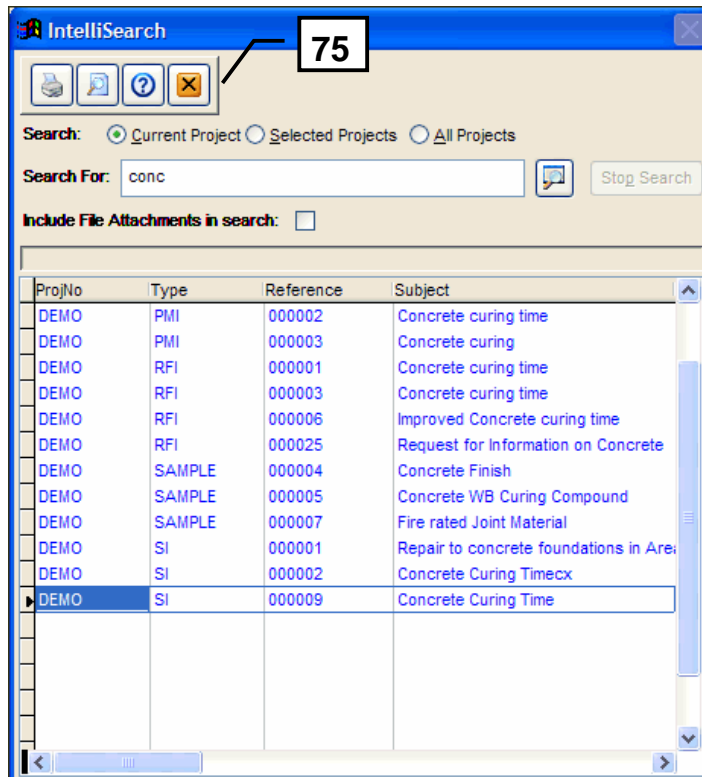 IntelliSearch
75
Search: Current Project Selected Projects All Projects
Search For: conc Stop Search
Include File Attachments in search:
ProjNo Type Reference Subject
DEMO PMI 000002 Concrete curing time
DEMO PMI 000003 Concrete curing
DEMO RFI 000001 Concrete curing time
DEMO RFI 000003 Concrete curing time
DEMO RFI 000006 Improved Concrete curing time
DEMO RFI 000025 Request for Information on Concrete
DEMO SAMPLE 000004 Concrete Finish
DEMO SAMPLE 000005 Concrete WB Curing Compound
DEMO SAMPLE 000007 Fire rated Joint Material
DEMO SI 000001 Repair to concrete foundations in Area
DEMO SI 000002 Concrete Curing Timecx
DEMO SI 000009 Concrete Curing Time